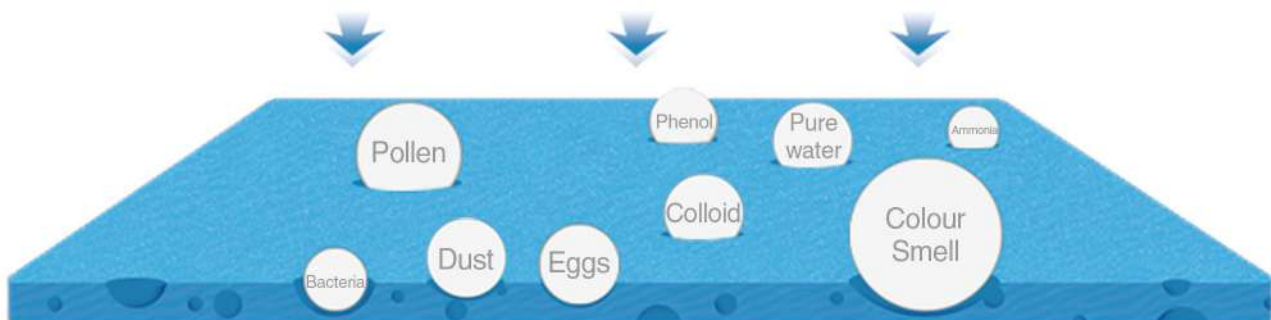 Pollen
Phenol
Pure
water
Ammonia
Colloid
Colour
Smell
Dust
Eggs
Bacteria